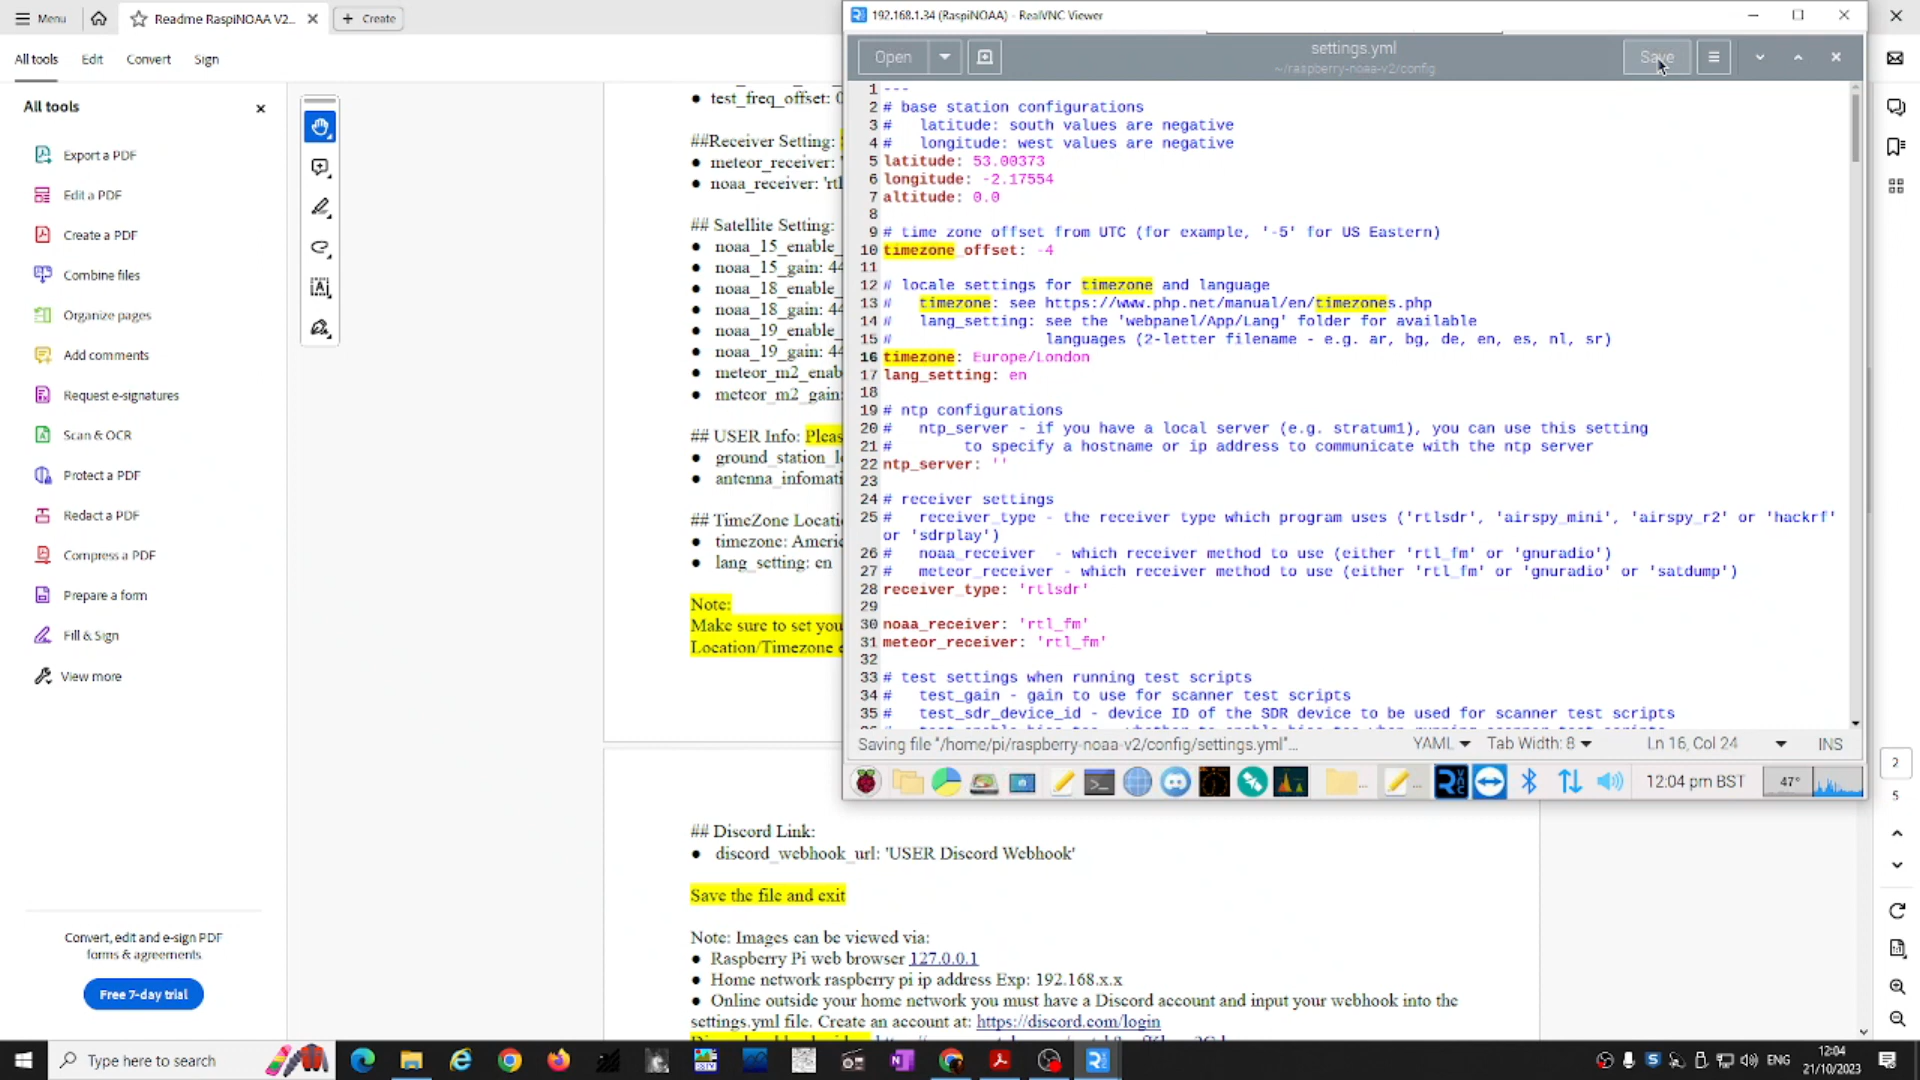 Menu
Readme RaspiNOAA V2...
Create
All tools
Edit
Convert
Sign
All tools
Export a PDF
Edit a PDF
Create a PDF
Combine files
Organize pages
Add comments
Request e-signatures
Scan & OCR
Protect a PDF
Redact a PDF
Compress a PDF
Prepare a form
Fill & Sign
View more
Convert, edit and e-sign PDF
forms & agreements
Free 7-day trial
● test_freq_offset: 0
##Receiver Setting:
● meteor_receiver: '
● noaa_receiver: 'rtl
## Satellite Setting:
● noaa_15_enable_
● noaa_15_gain: 44
● noaa_18_enable_
● noaa_18_gain: 44
● noaa_19_enable_
● noaa_19_gain: 44
● meteor_m2_enab
● meteor_m2_gain:
## USER Info: Pleas
● ground_station_lo
● antenna_infomati
## TimeZone Locati
● timezone: Americ
● lang_setting: en
Note:
Make sure to set you
Location/Timezone
## Discord Link:
● discord_webhook_url: 'USER Discord Webhook'
Save the file and exit
Note: Images can be viewed via:
● Raspberry Pi web browser 127.0.0.1
● Home network raspberry pi ip address Exp: 192.168.x.x
● Online outside your home network you must have a Discord account and input your webhook into the
settings.yml file. Create an account at: https://discord.com/login
192.168.1.34 (RaspiNOAA) - RealVNC Viewer
Open
settings.yml
~/raspberry-noaa-v2/config
Save
1 ---
2 # base station configurations
3 #   latitude: south values are negative
4 #   longitude: west values are negative
5 latitude: 53.00373
6 longitude: -2.17554
7 altitude: 0.0
8
9 # time zone offset from UTC (for example, '-5' for US Eastern)
10 timezone_offset: -4
11
12 # locale settings for timezone and language
13 #   timezone: see https://www.php.net/manual/en/timezones.php
14 #   lang_setting: see the 'webpanel/App/Lang' folder for available
15 #                 languages (2-letter filename - e.g. ar, bg, de, en, es, nl, sr)
16 timezone: Europe/London
17 lang_setting: en
18
19 # ntp configurations
20 #   ntp_server - if you have a local server (e.g. stratum1), you can use this setting
21 #        to specify a hostname or ip address to communicate with the ntp server
22 ntp_server: ''
23
24 # receiver settings
25 #   receiver_type - the receiver type which program uses ('rtlsdr', 'airspy_mini', 'airspy_r2' or 'hackrf'
or 'sdrplay')
26 #   noaa_receiver  - which receiver method to use (either 'rtl_fm' or 'gnuradio')
27 #   meteor_receiver - which receiver method to use (either 'rtl_fm' or 'gnuradio' or 'satdump')
28 receiver_type: 'rtlsdr'
29
30 noaa_receiver: 'rtl_fm'
31 meteor_receiver: 'rtl_fm'
32
33 # test settings when running test scripts
34 #   test_gain - gain to use for scanner test scripts
35 #   test_sdr_device_id - device ID of the SDR device to be used for scanner test scripts
Saving file "/home/pi/raspberry-noaa-v2/config/settings.yml"...
YAML
Tab Width: 8
Ln 16, Col 24
INS
12:04 pm BST
47°
2
5
Type here to search
ENG
12:04
21/10/2023